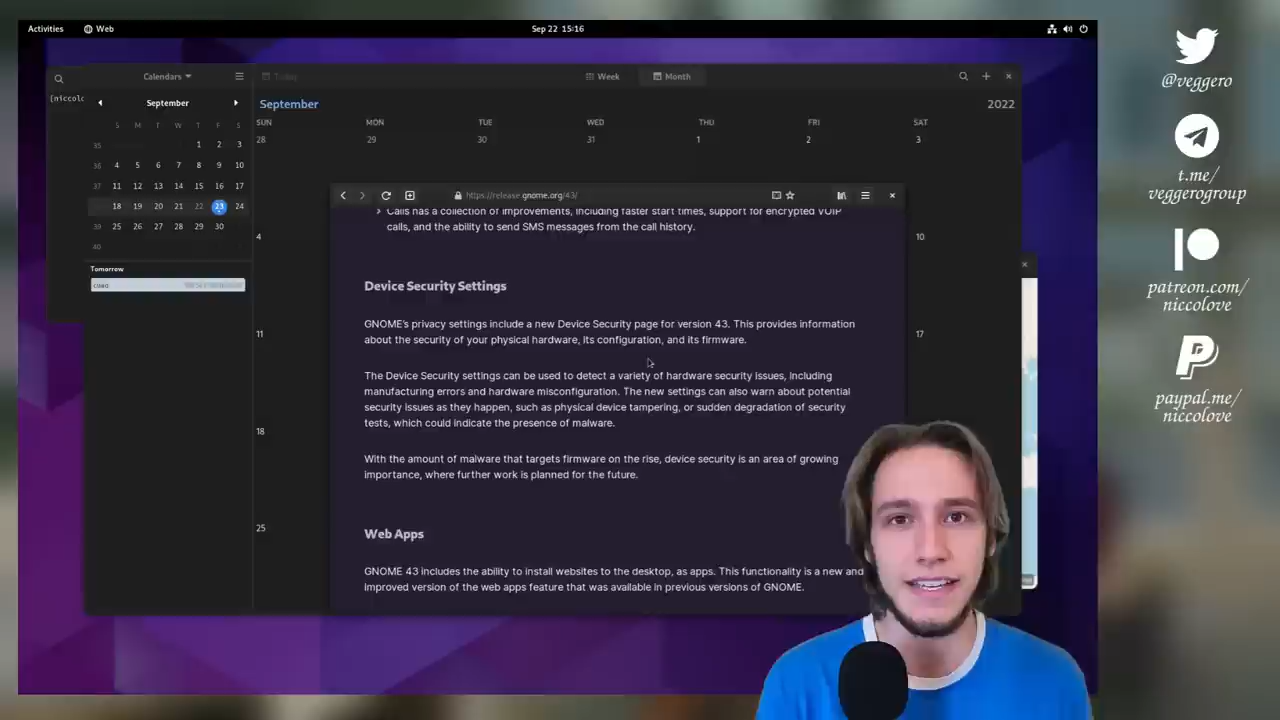 Activities
Web
Sep 22 15:16
Calendars
Today
Week
Month
[niccolo
September
S M T W T F S
35 1 2 3
36 4 5 6 7 8 9 10
37 11 12 13 14 15 16 17
18 19 20 21 22 23 24
39 25 26 27 28 29 30
40
Tomorrow
ciao
September
2022
SUN MON TUE WED THU FRI SAT
28 29 30 31 1 2 3
4
10
11
17
18
25
https://release.gnome.org/43/
Calls has a collection of improvements, including faster start times, support for encrypted VOIP
calls, and the ability to send SMS messages from the call history.
Device Security Settings
GNOME's privacy settings include a new Device Security page for version 43. This provides information
about the security of your physical hardware, its configuration, and its firmware.
The Device Security settings can be used to detect a variety of hardware security issues, including
manufacturing errors and hardware misconfiguration. The new settings can also warn about potential
security issues as they happen, such as physical device tampering, or sudden degradation of security
tests, which could indicate the presence of malware.
With the amount of malware that targets firmware on the rise, device security is an area of growing
importance, where further work is planned for the future.
Web Apps
GNOME 43 includes the ability to install websites to the desktop, as apps. This functionality is a new and
improved version of the web apps feature that was available in previous versions of GNOME.
@veggero
t.me/
veggerogroup
patreon.com/
niccolove
paypal.me/
niccolove